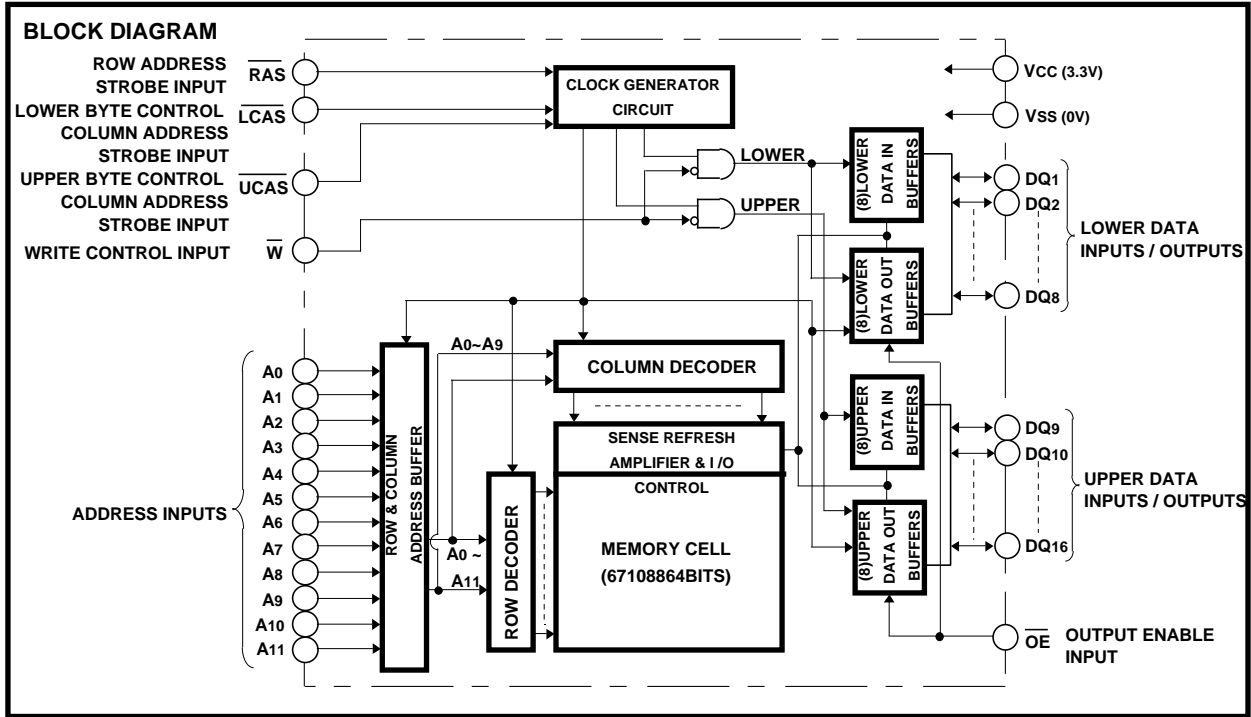 BLOCK DIAGRAM
ROW ADDRESS
STROBE INPUT
RAS
LOWER BYTE CONTROL
COLUMN ADDRESS
STROBE INPUT
LCAS
UPPER BYTE CONTROL
COLUMN ADDRESS
STROBE INPUT
UCAS
WRITE CONTROL INPUT
W
CLOCK GENERATOR
CIRCUIT
LOWER
UPPER
VCC (3.3V)
VSS (0V)
(8)LOWER
DATA IN
BUFFERS
(8)LOWER
DATA OUT
BUFFERS
DQ1
DQ2
DQ8
LOWER DATA
INPUTS / OUTPUTS
ADDRESS INPUTS
A0
A1
A2
A3
A4
A5
A6
A7
A8
A9
A10
A11
ROW & COLUMN
ADDRESS BUFFER
A0~A9
COLUMN DECODER
SENSE REFRESH
AMPLIFIER & I /O
CONTROL
A0 ~
A11
ROW DECODER
MEMORY CELL
(67108864BITS)
(8)UPPER
DATA IN
BUFFERS
(8)UPPER
DATA OUT
BUFFERS
DQ9
DQ10
DQ16
UPPER DATA
INPUTS / OUTPUTS
OE
OUTPUT ENABLE
INPUT